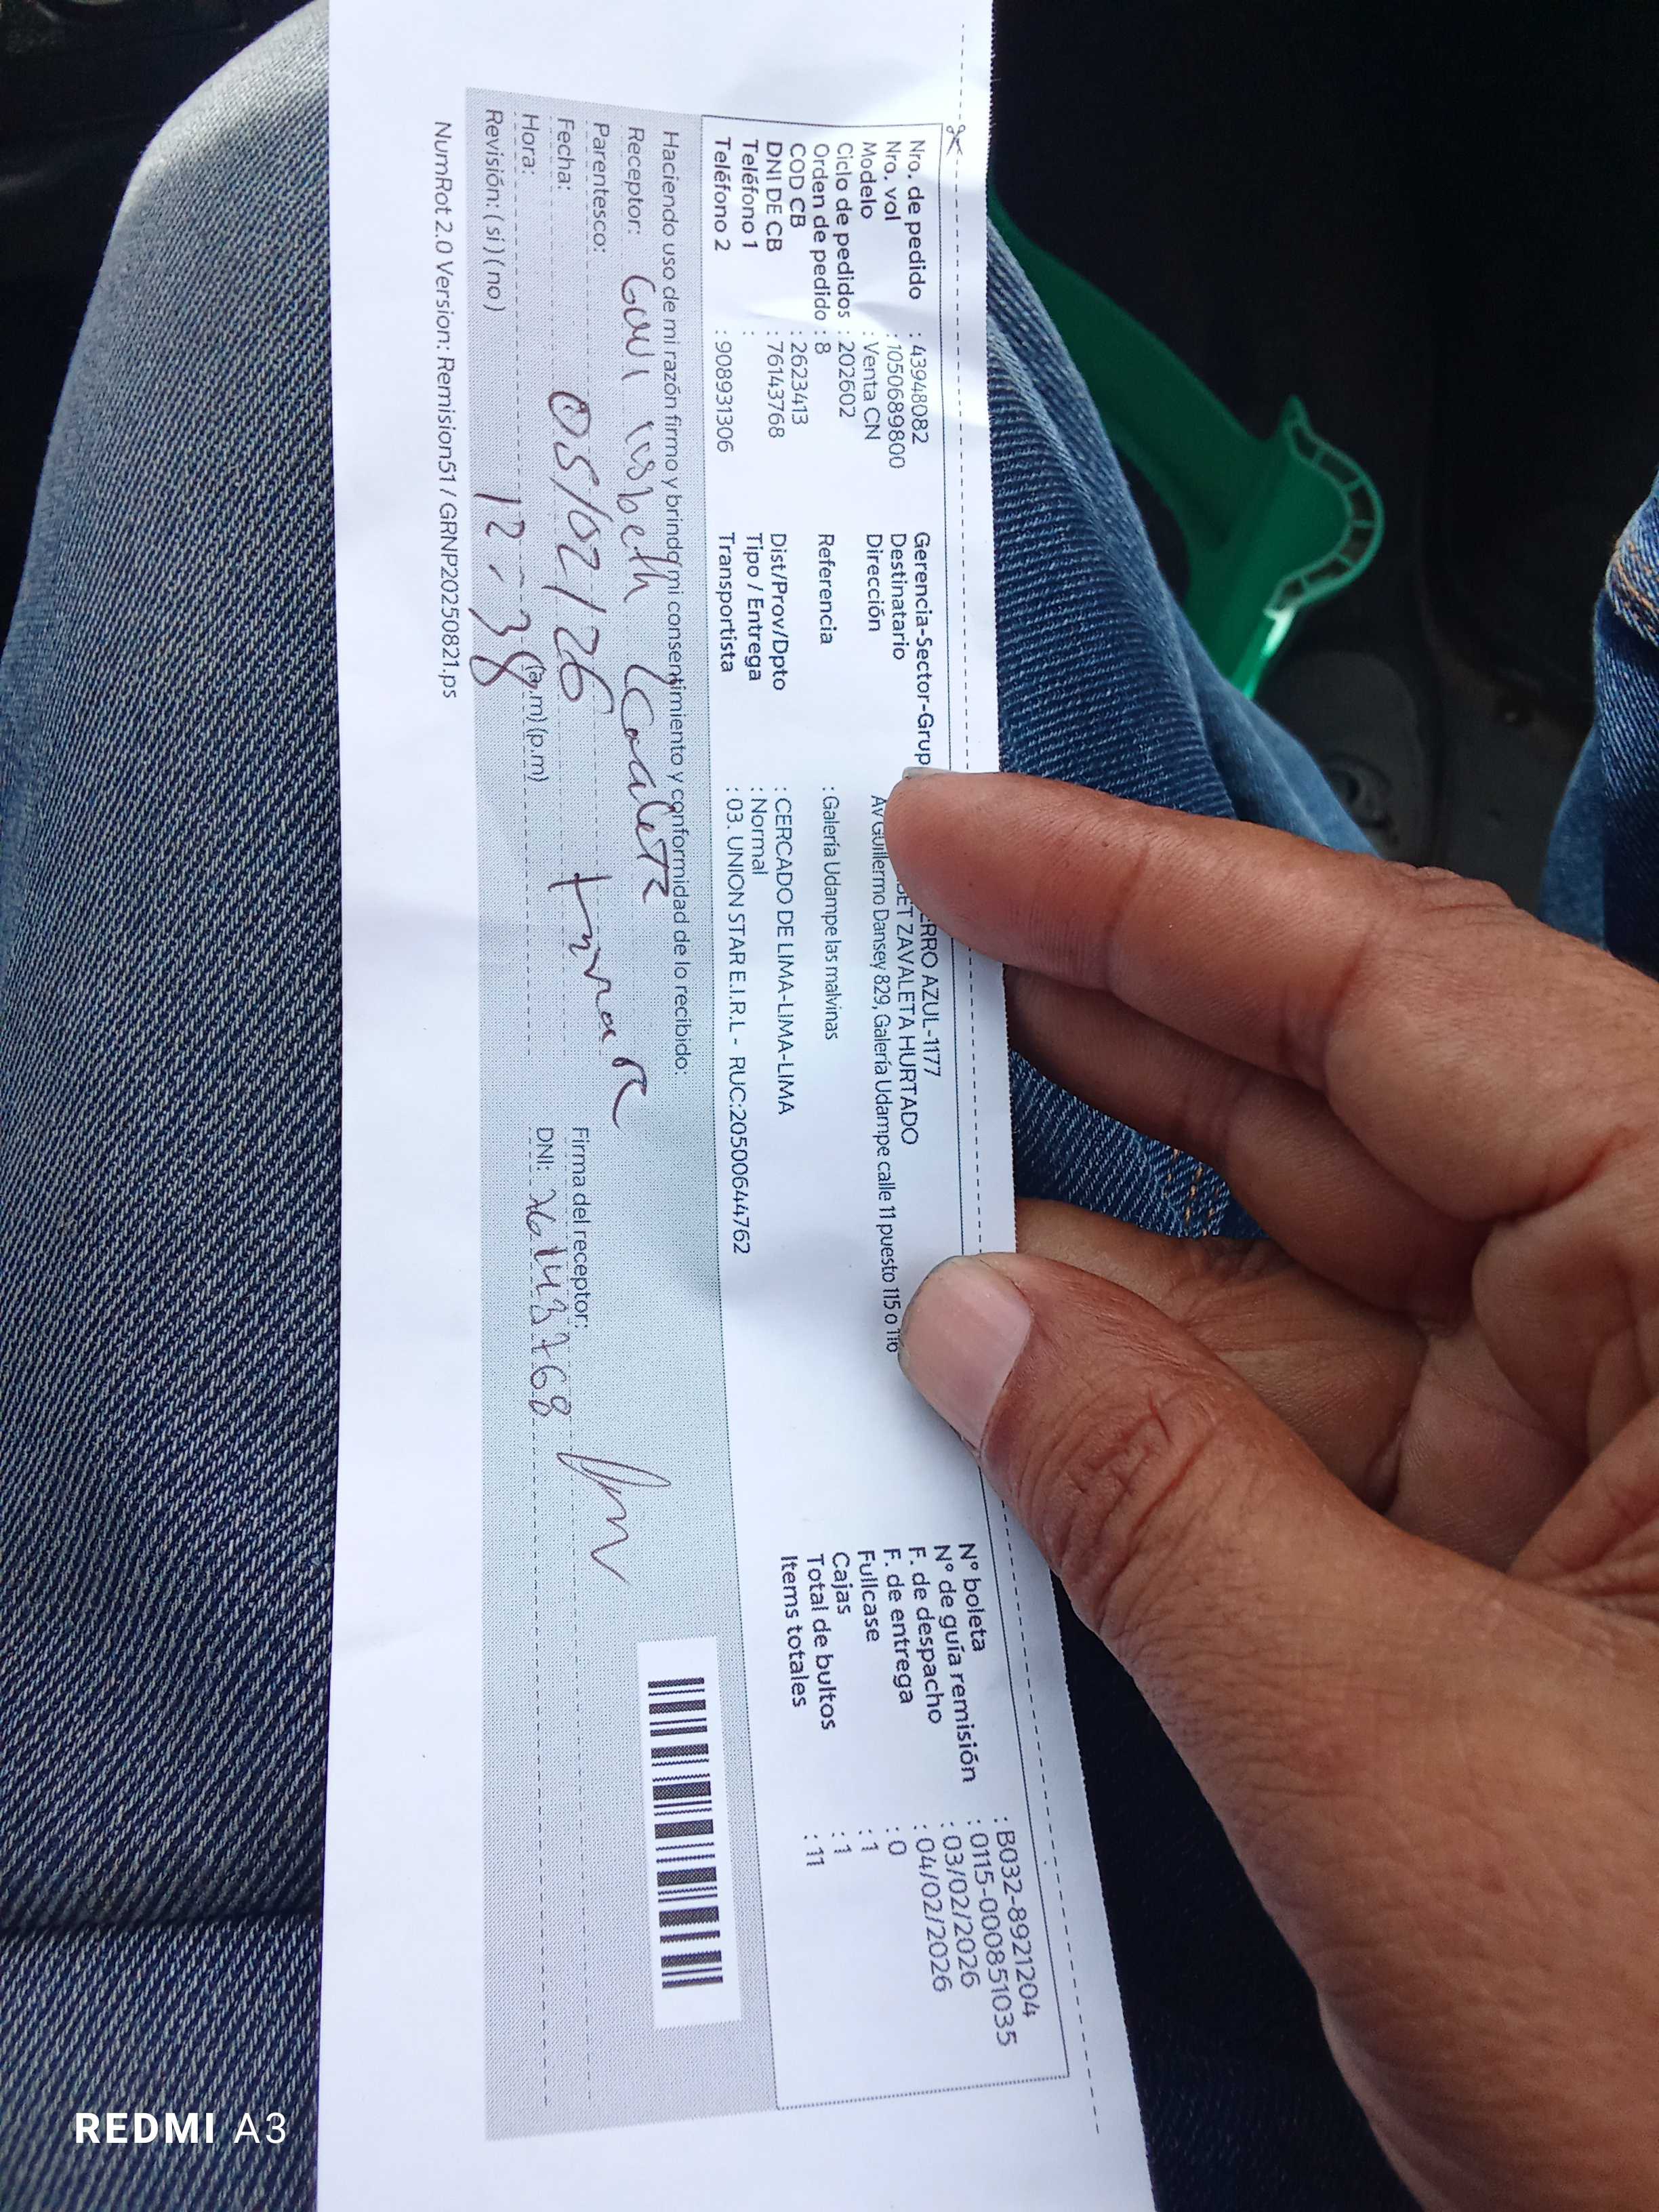 Nro. de pedido : 43948082
Nro. vol : 1050689800
Modelo : Venta CN
Ciclo de pedidos : 202602
Orden de pedido : 8
COD CB : 2623413
DNI DE CB : 76143768
Teléfono 1 :
Teléfono 2 : 908931306
Gerencia-Sector-Grup
ERRO AZUL-1177
Destinatario
ZAVALETA HURTADO
Dirección
Av Guillermo Dansey 829, Galería Udampe calle 11 puesto 115 o 116
Referencia : Galería Udampe las malvinas
Dist/Prov/Dpto : CERCADO DE LIMA-LIMA-LIMA
Tipo / Entrega : Normal
Transportista : 03. UNION STAR E.I.R.L - RUC:20500644762
N° boleta : B032-8921204
N° de guía remisión : 0115-000851035
F. de despacho : 03/02/2026
F. de entrega : 04/02/2026
Fullcase : 0
Cajas : 1
Total de bultos : 1
Items totales : 11
Haciendo uso de mi razón firmo y brindo mi consentimiento y conformidad de lo recibido:
Receptor:
Parentesco:
Fecha: 05/02/26
Hora: 12:38 (a.m) (p.m)
Revisión: ( si ) ( no )
Firma del receptor:
DNI: 76143768
NumRot 2.0 Version: Remision51 / GRNP20250821.ps
REDMI A3